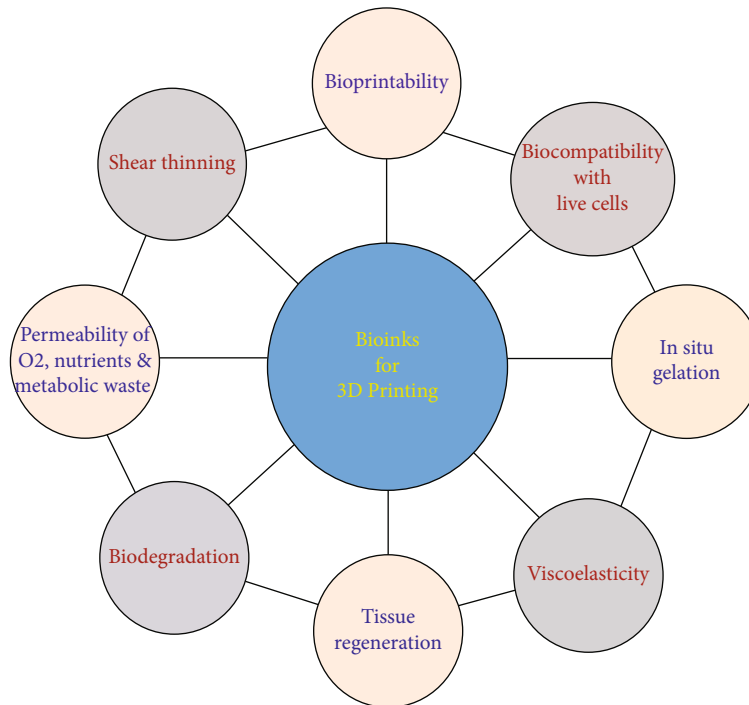 Bioprintability
Shear thinning
Biocompatibility
with
live cells
Permeability of
O2, nutrients &
metabolic waste
Bioinks
for
3D Printing
In situ
gelation
Biodegradation
Viscoelasticity
Tissue
regeneration